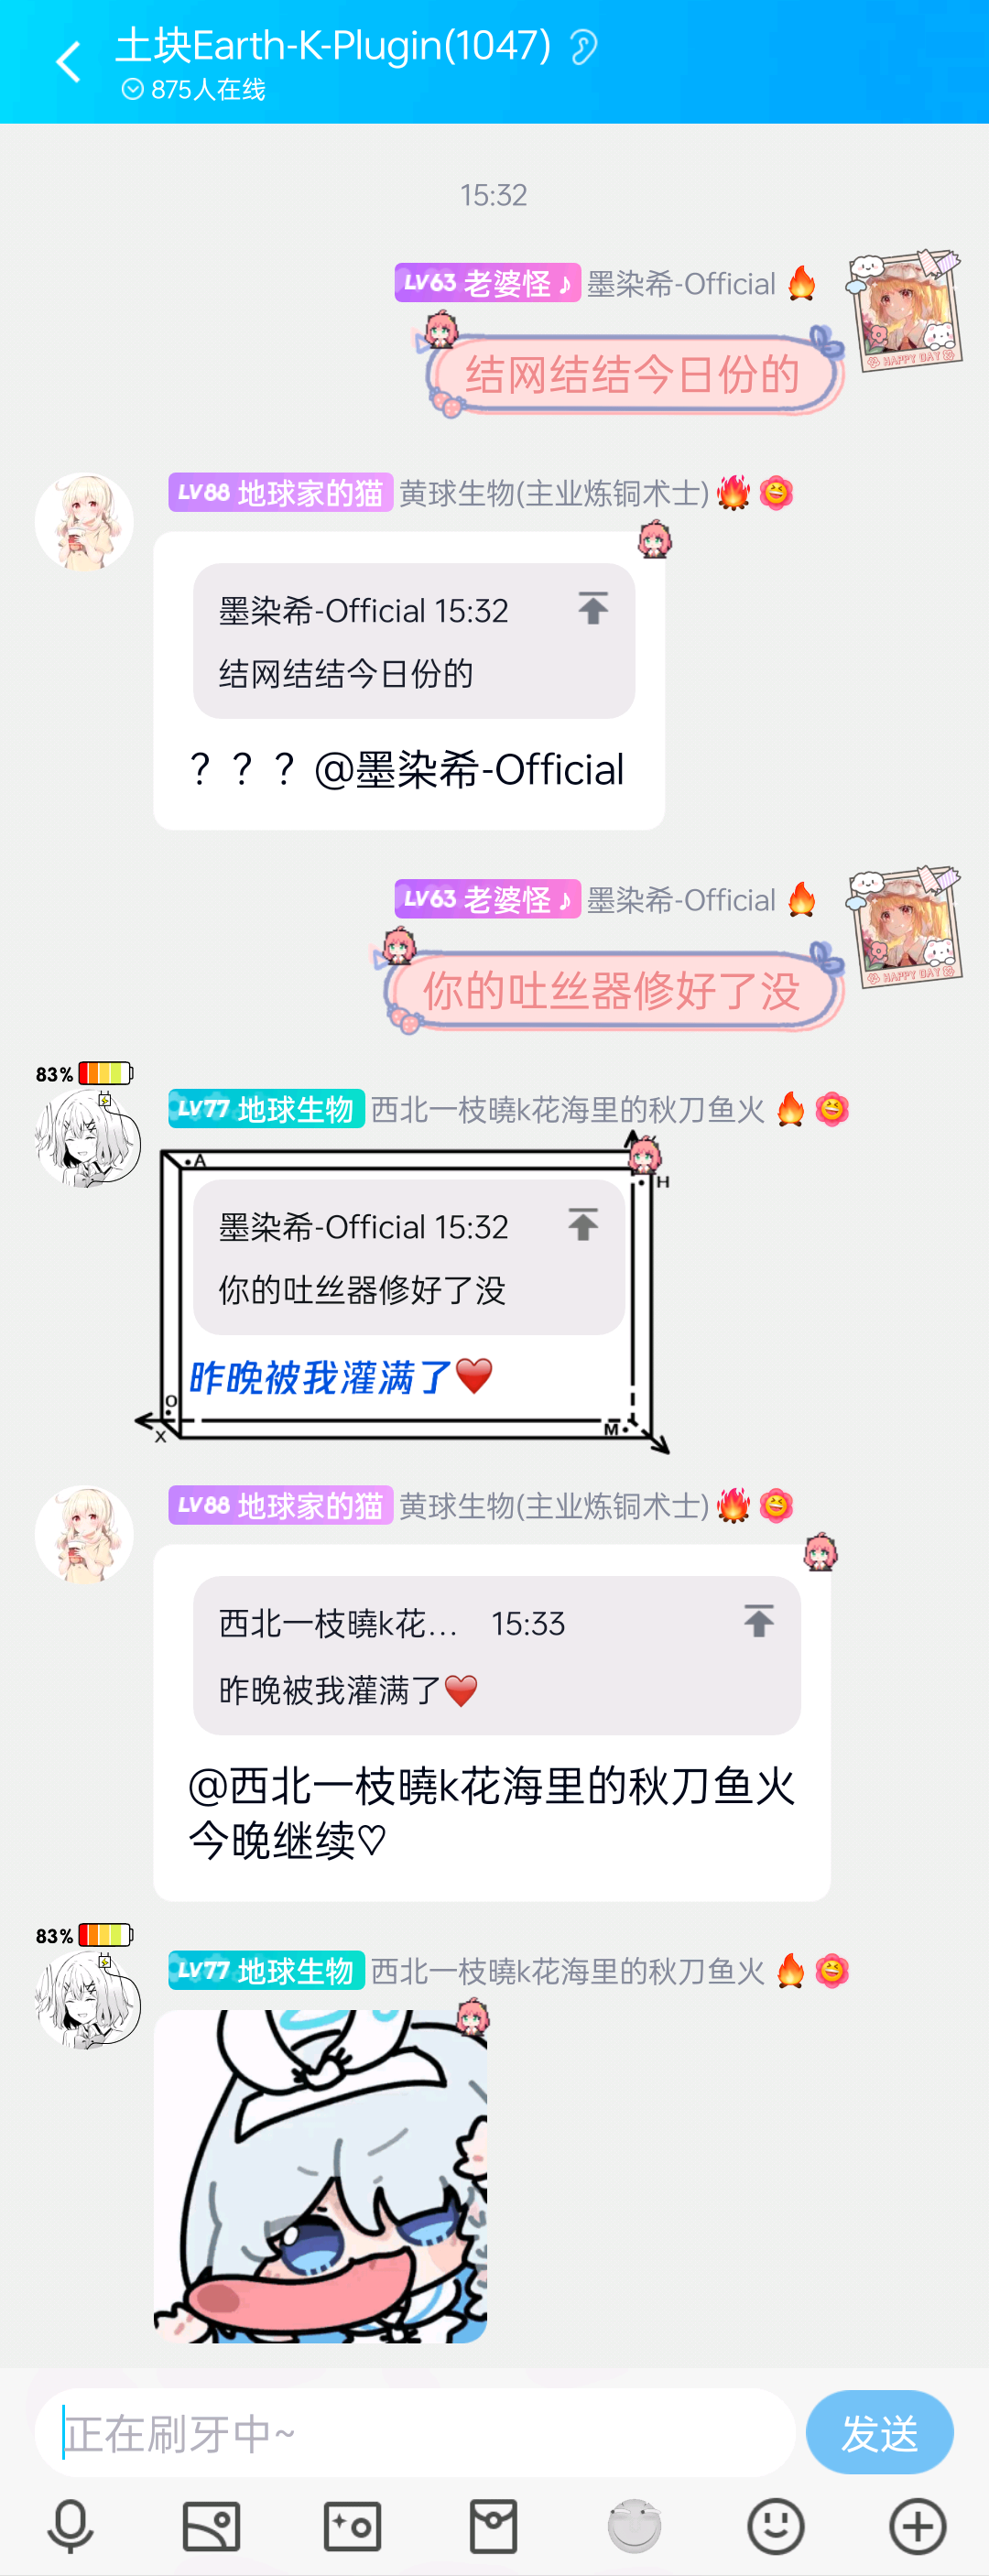 土块Earth-K-Plugin(1047)
875人在线
15:32
LV63 老婆怪♪ 墨染希-Official🔥
HAPPY DAY
结网结结今日份的
LV88 地球家的猫 黄球生物(主业炼铜术士)🔥
墨染希-Official 15:32
结网结结今日份的
？？？@墨染希-Official
LV63 老婆怪♪ 墨染希-Official🔥
HAPPY DAY
你的吐丝器修好了没
83%
LV77 地球生物 西北一枝曉k花海里的秋刀鱼火🔥
A
H
墨染希-Official 15:32
你的吐丝器修好了没
昨晚被我灌满了❤️
O
X
M
LV88 地球家的猫 黄球生物(主业炼铜术士)🔥
西北一枝曉k花... 15:33
昨晚被我灌满了❤️
@西北一枝曉k花海里的秋刀鱼火
今晚继续♡
83%
LV77 地球生物 西北一枝曉k花海里的秋刀鱼火🔥
正在刷牙中~
发送